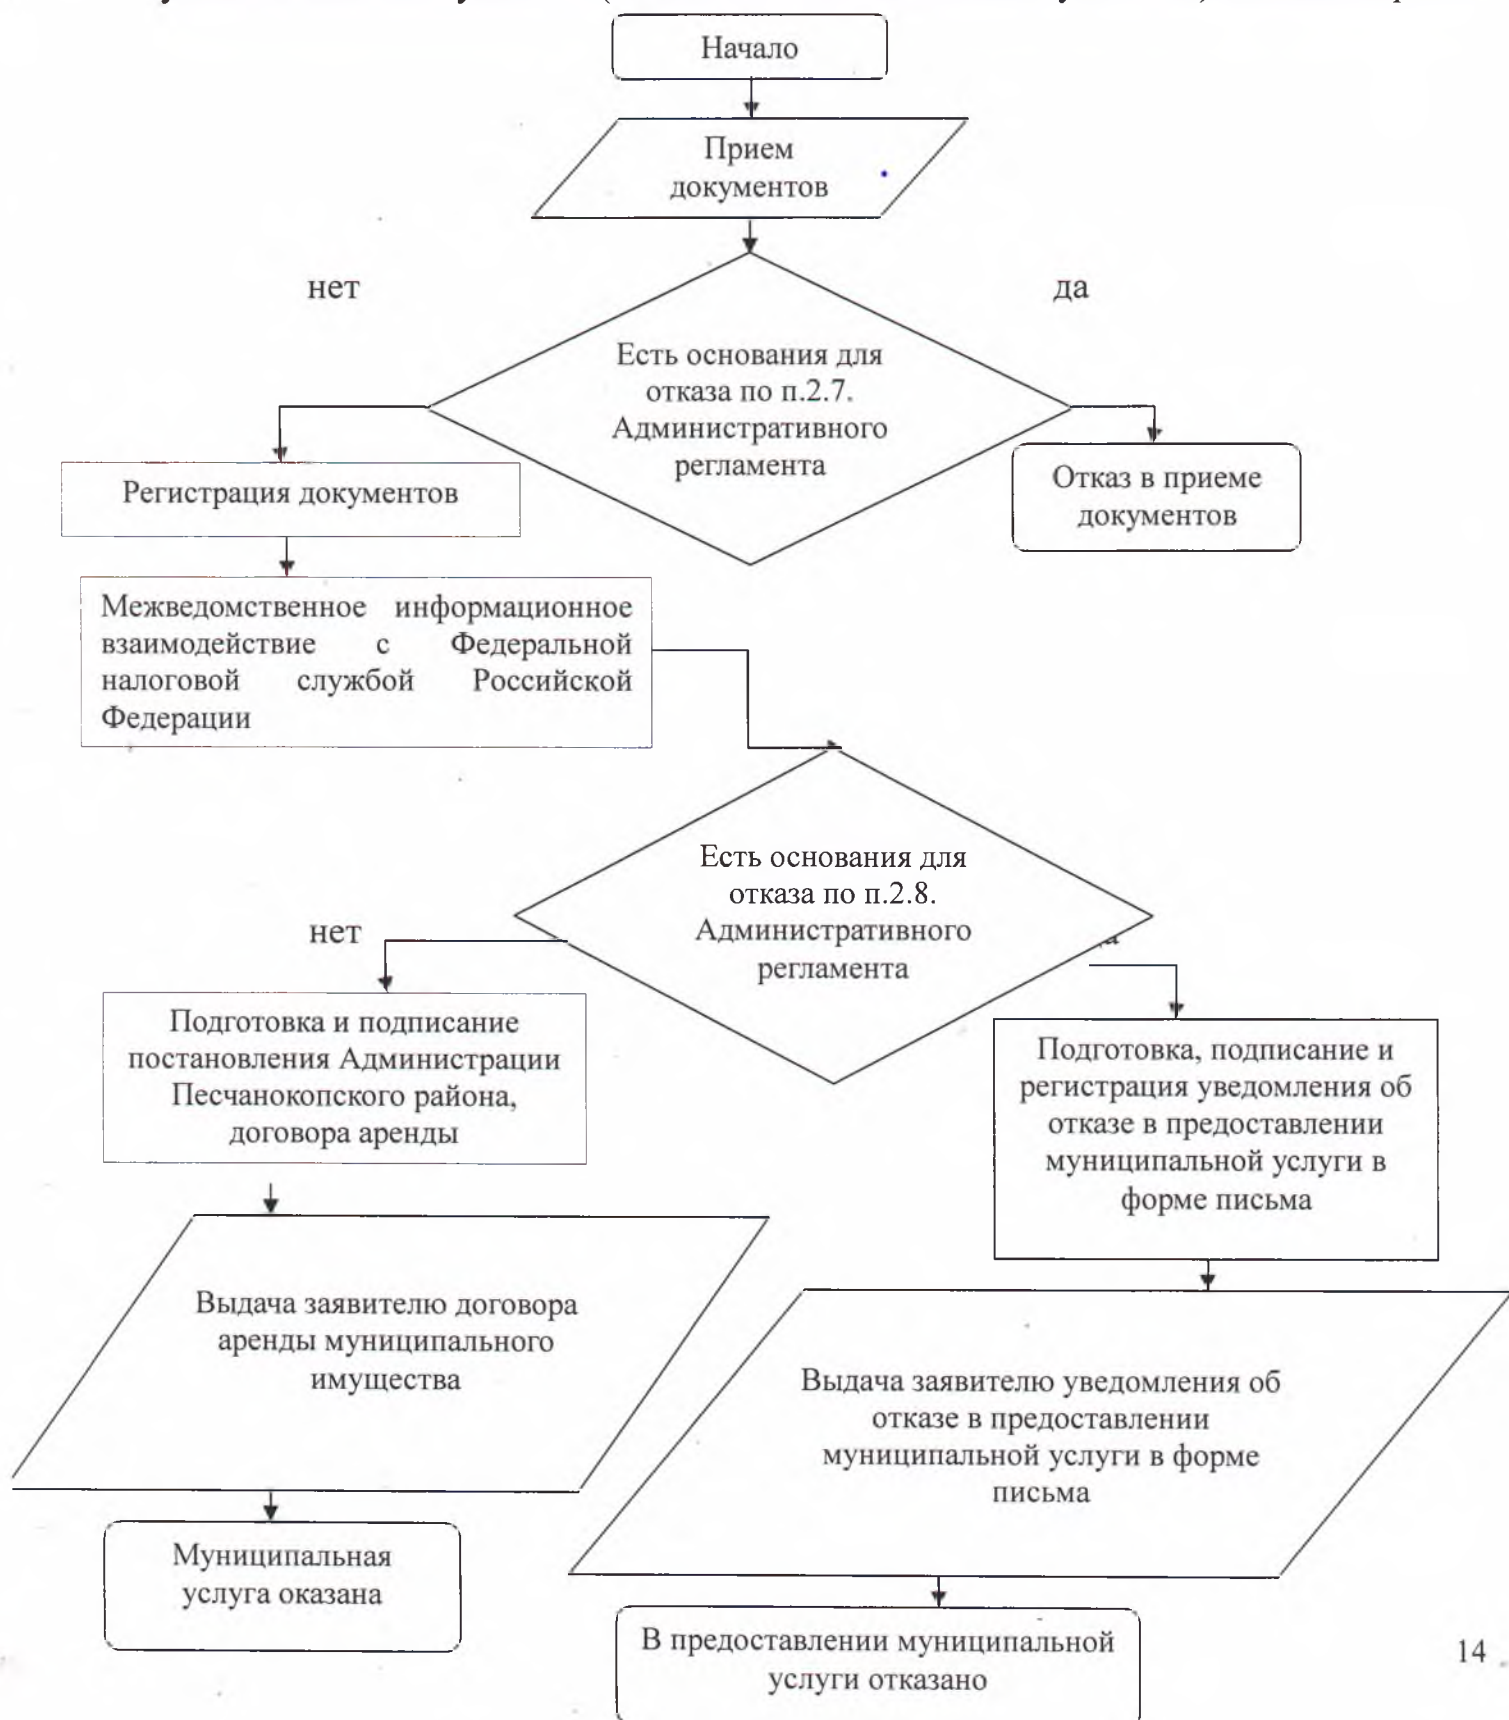 Начало
Прием
документов
нет
да
Есть основания для
отказа по п.2.7.
Административного
регламента
Регистрация документов
Отказ в приеме
документов
Межведомственное информационное
взаимодействие с Федеральной
налоговой службой Российской
Федерации
Есть основания для
отказа по п.2.8.
Административного
регламента
нет
Подготовка и подписание
постановления Администрации
Песчанокопского района,
договора аренды
Подготовка, подписание и
регистрация уведомления об
отказе в предоставлении
муниципальной услуги в
форме письма
Выдача заявителю договора
аренды муниципального
имущества
Выдача заявителю уведомления об
отказе в предоставлении
муниципальной услуги в форме
письма
Муниципальная
услуга оказана
В предоставлении муниципальной
услуги отказано
14